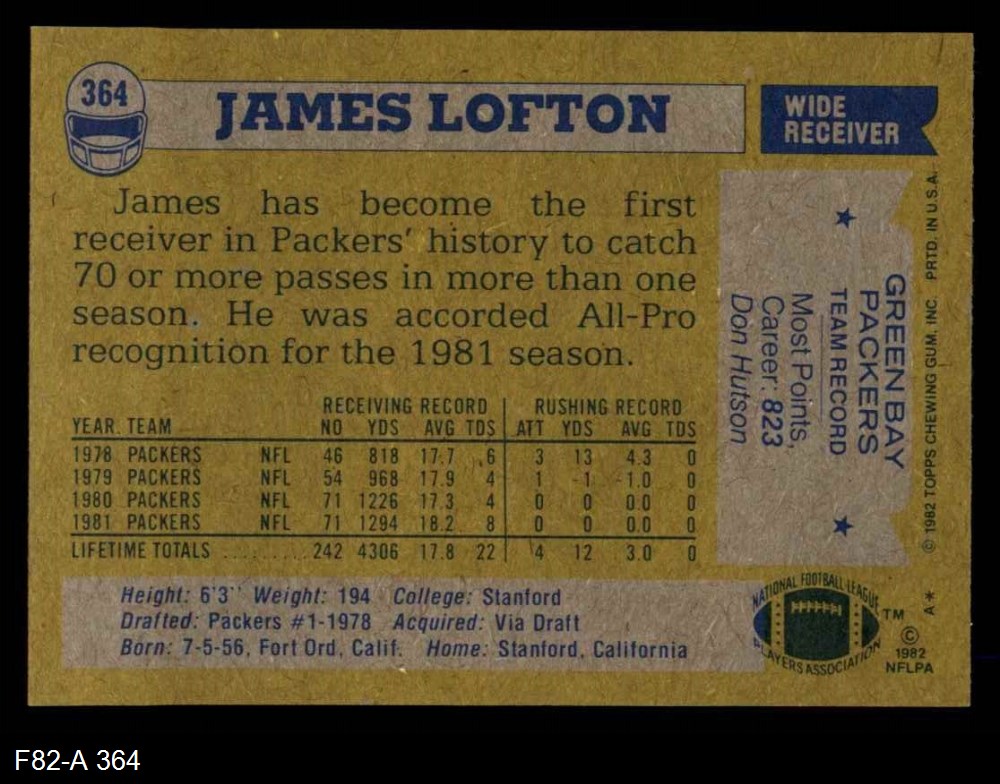 364
JAMES LOFTON
WIDE
RECEIVER
James has become the first
receiver in Packers' history to catch
70 or more passes in more than one
season. He was accorded All-Pro
recognition for the 1981 season.
RECEIVING RECORD RUSHING RECORD
YEAR TEAM NO YDS AVG TDS ATT YDS AVG TDS
1978 PACKERS NFL 46 818 17.7 6 3 13 4.3 0
1979 PACKERS NFL 54 968 17.9 4 1 -1 -1.0 0
1980 PACKERS NFL 71 1226 17.3 4 0 0 0.0 0
1981 PACKERS NFL 71 1294 18.2 8 0 0 0.0 0
LIFETIME TOTALS .......... 242 4306 17.8 22 4 12 3.0 0
Height: 6'3" Weight: 194 College: Stanford
Drafted: Packers #1-1978 Acquired: Via Draft
Born: 7-5-56, Fort Ord, Calif. Home: Stanford, California
GREEN BAY
PACKERS
★ TEAM RECORD ★
Most Points,
Career: 823
Don Hutson
© 1982 TOPPS CHEWING GUM, INC. PRTD. IN U.S.A.
A*
NATIONAL FOOTBALL LEAGUE
PLAYERS ASSOCIATION
TM
©
1982
NFLPA
F82-A 364